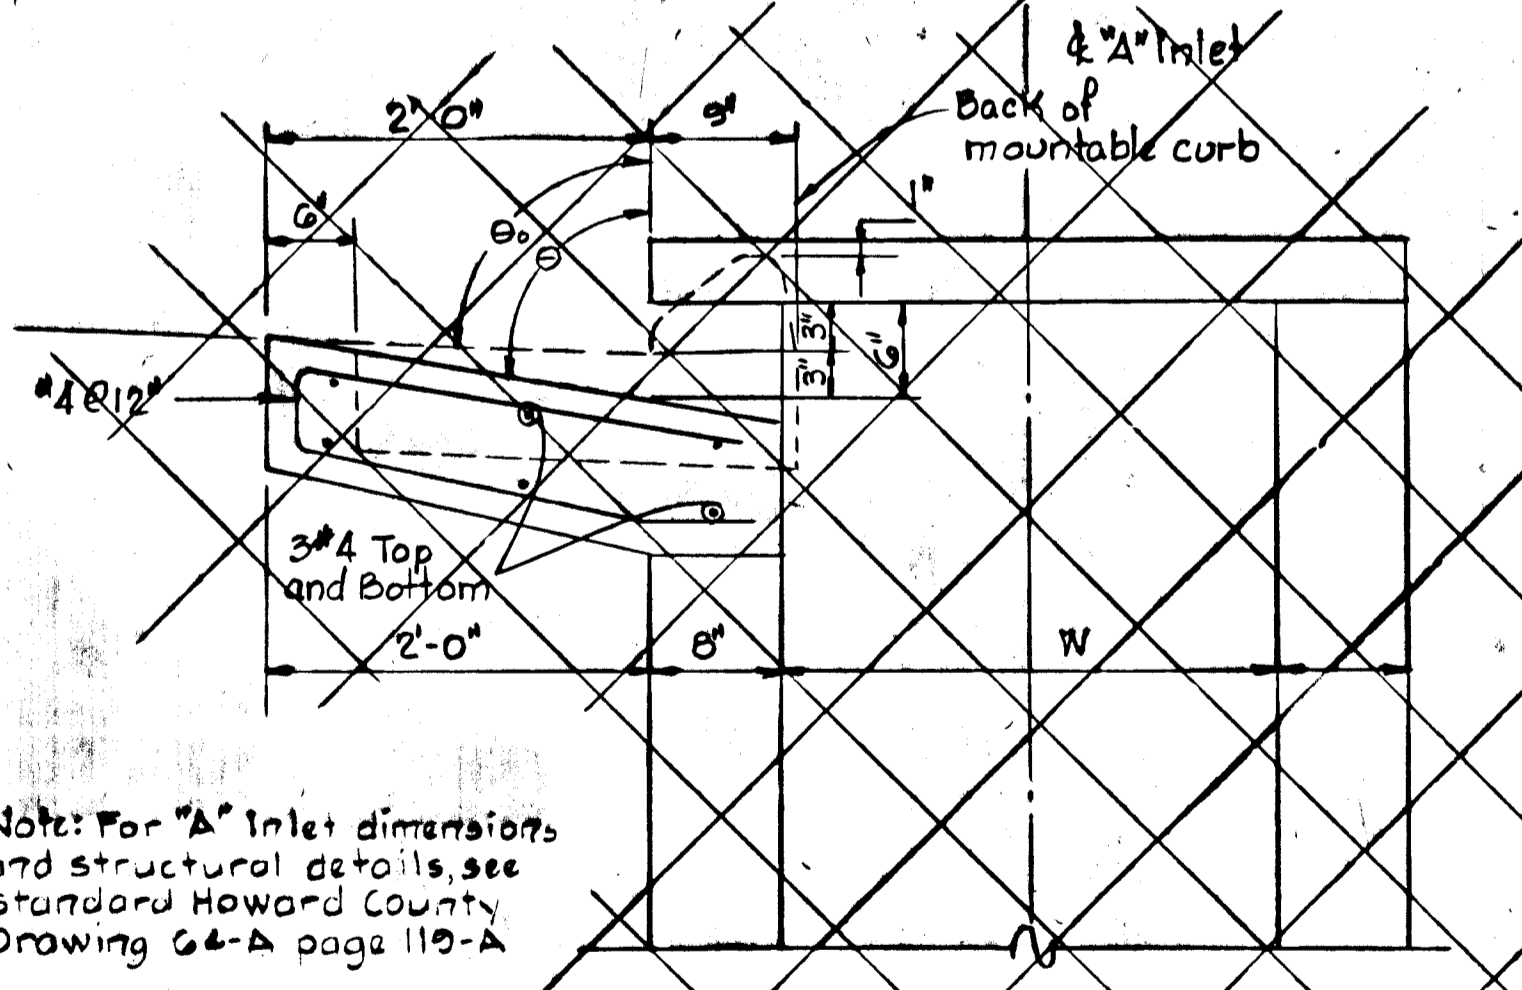 ℄ "A" Inlet
2'-0"
9"
Back of
mountable curb
1"
6"
θ₀
θ
3"
3"
6"
#4 @ 12"
3 #4 Top
and Bottom
2'-0"
8"
W
Note: For "A" Inlet dimensions
and structural details, see
standard Howard County
Drawing -A page 119-A